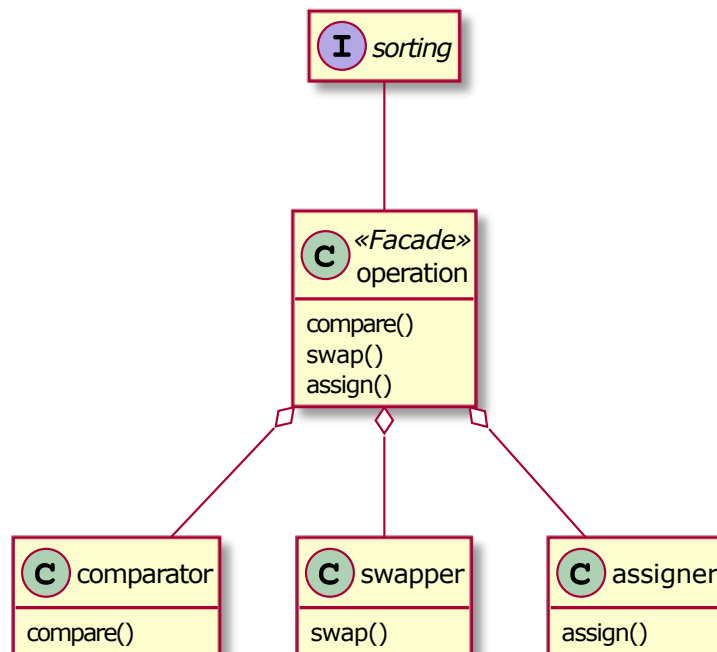 I sorting
«Facade»
C operation
compare()
swap()
assign()
C comparator
compare()
C swapper
swap()
C assigner
assign()